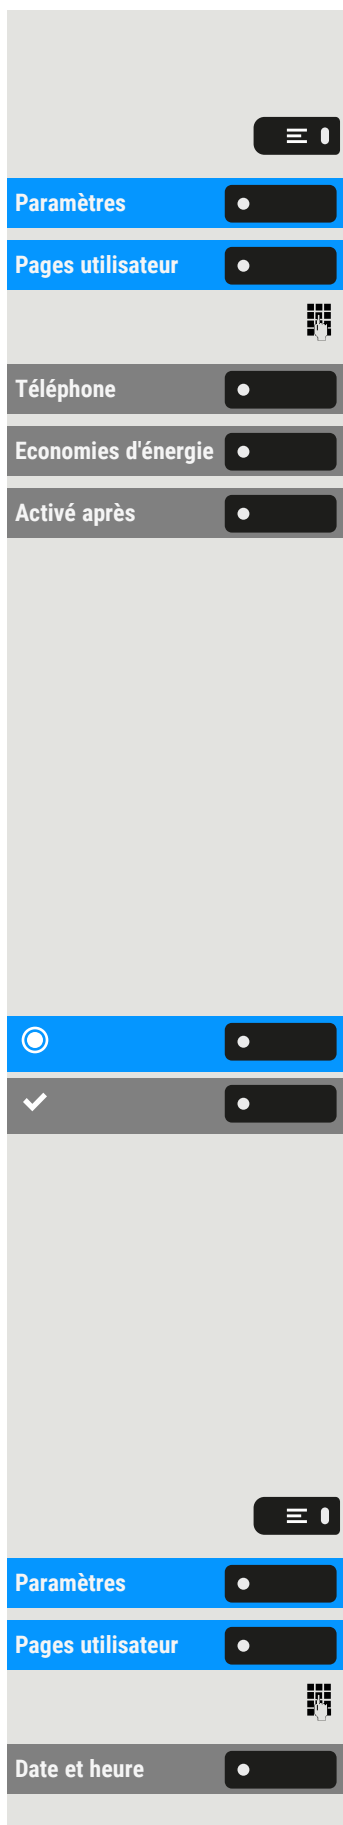 Paramètres
Pages utilisateur
Téléphone
Economies d'énergie
Activé après
Paramètres
Pages utilisateur
Date et heure